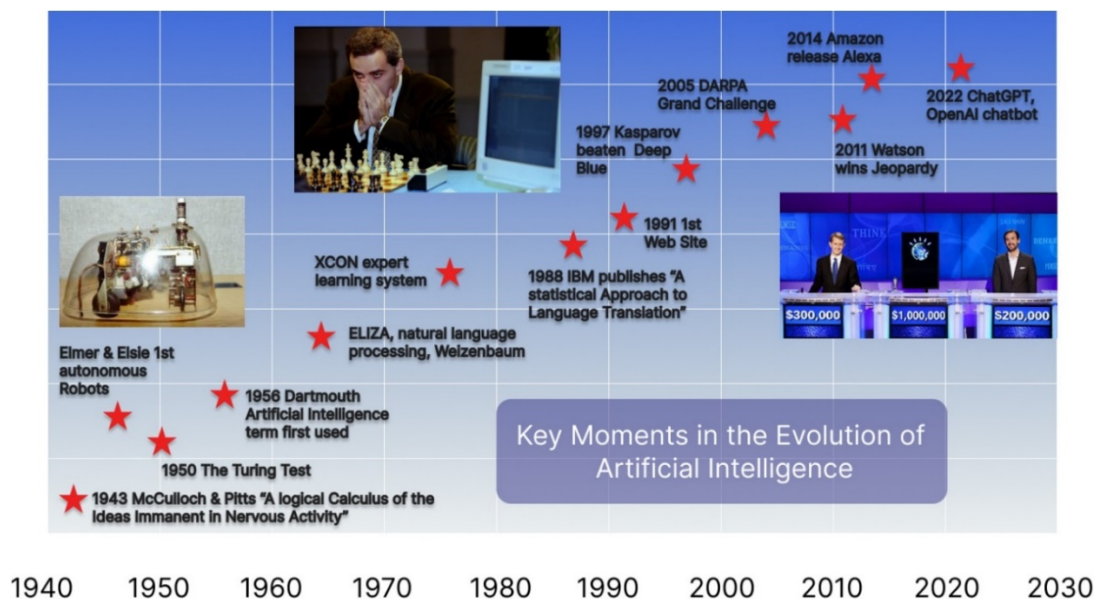 2014 Amazon
release Alexa
2005 DARPA
Grand Challenge
2022 ChatGPT,
OpenAI chatbot
1997 Kasparov
beaten Deep
Blue
2011 Watson
wins Jeopardy
1991 1st
Web Site
THINK
XCON expert
learning system
1988 IBM publishes "A
statistical Approach to
Language Translation"
$300,000
$1,000,000
$200,000
ELIZA, natural language
processing, Weizenbaum
Elmer & Elsie 1st
autonomous
Robots
1956 Dartmouth
Artificial Intelligence
term first used
Key Moments in the Evolution of
Artificial Intelligence
1950 The Turing Test
1943 McCulloch & Pitts "A logical Calculus of the
Ideas Immanent in Nervous Activity"
1940 1950 1960 1970 1980 1990 2000 2010 2020 2030